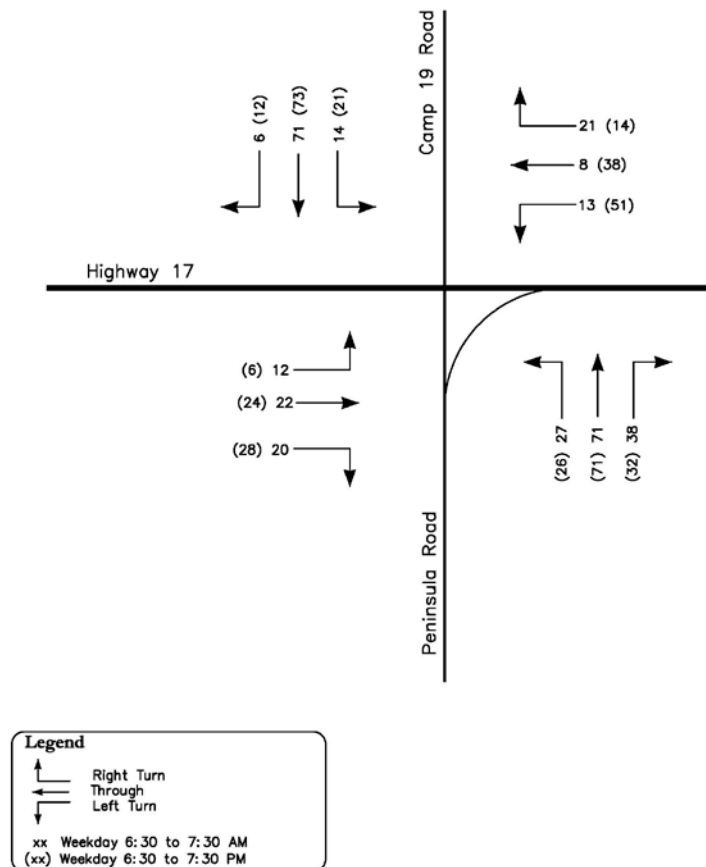 Camp 19 Road
6 (12)
71 (73)
14 (21)
21 (14)
8 (38)
13 (51)
Highway 17
(6) 12
(24) 22
(28) 20
(26) 27
(71) 71
(32) 38
Peninsula Road
Legend
Right Turn
Through
Left Turn
xx Weekday 6:30 to 7:30 AM
(xx) Weekday 6:30 to 7:30 PM